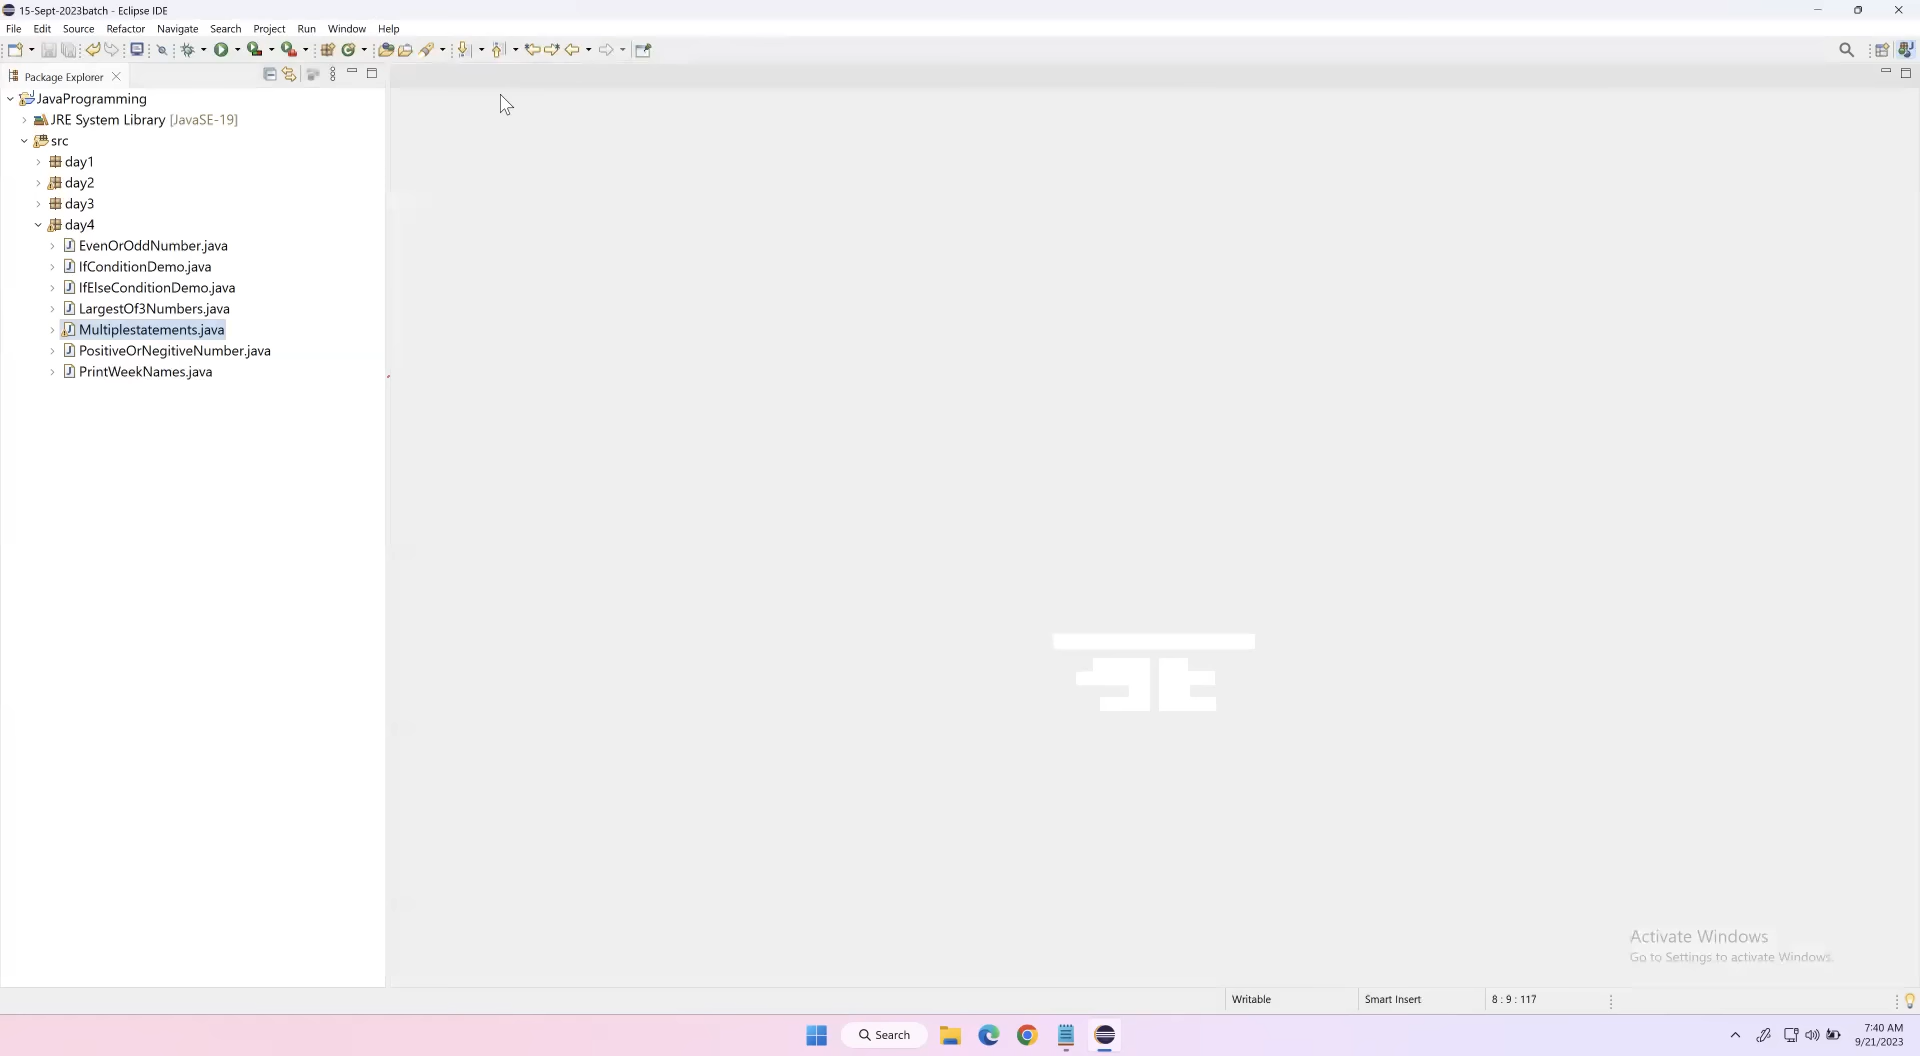 15-Sept-2023batch - Eclipse IDE
File Edit Source Refactor Navigate Search Project Run Window Help
Package Explorer
JavaProgramming
JRE System Library [JavaSE-19]
src
day1
day2
day3
day4
EvenOrOddNumber.java
IfConditionDemo.java
IfElseConditionDemo.java
LargestOf3Numbers.java
Multiplestatements.java
PositiveOrNegitiveNumber.java
PrintWeekNames.java
Activate Windows
Go to Settings to activate Windows.
Writable Smart Insert 8 : 9 : 117
Search
7:40 AM
9/21/2023